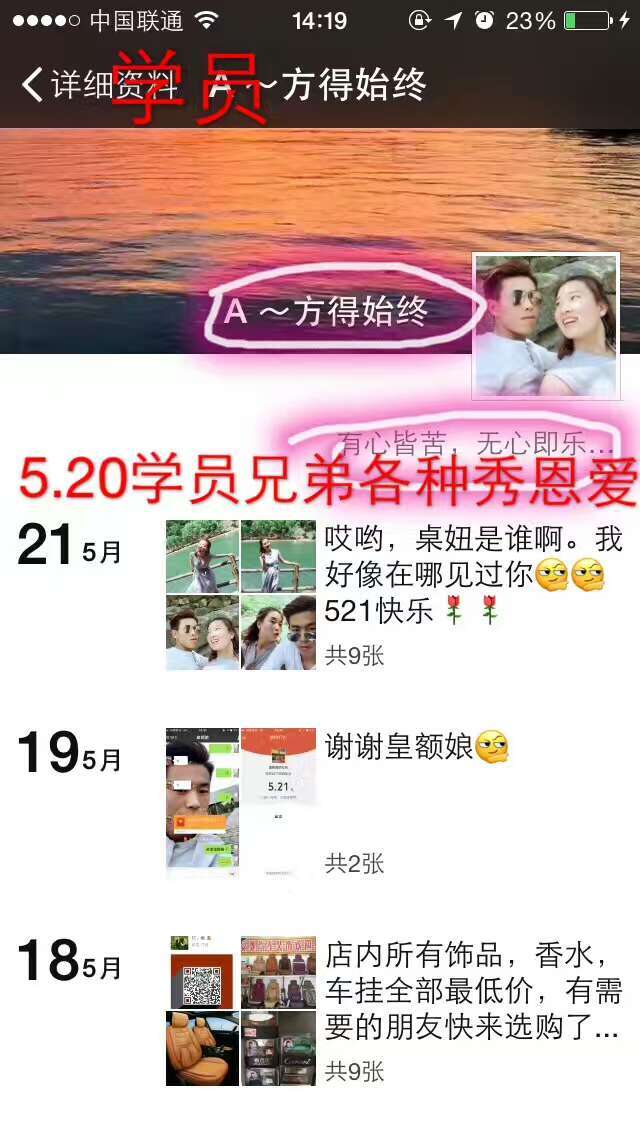 中国联通 14:19 23%
详细资料 A ～方得始终
学员
A ～方得始终
有心皆苦，无心即乐...
5.20学员兄弟各种秀恩爱
21 5月
哎哟，桌妞是谁啊。我
好像在哪见过你
521快乐
共9张
19 5月
谢谢皇额娘
5.21
共2张
18 5月
店内所有饰品，香水，
车挂全部最低价，有需
要的朋友快来选购了...
共9张